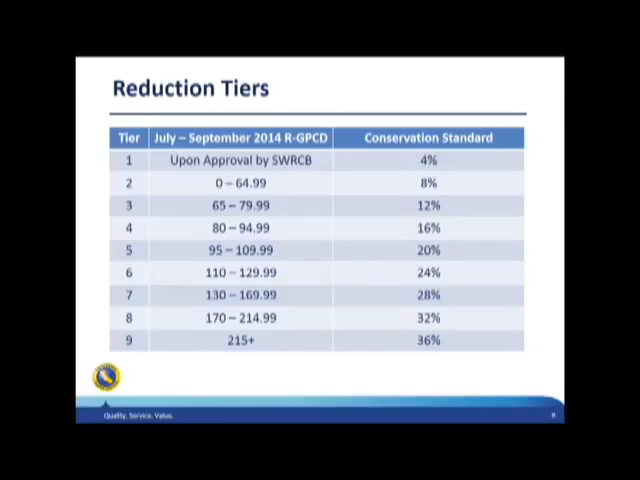 Reduction Tiers
Tier July – September 2014 R-GPCD Conservation Standard
1 Upon Approval by SWRCB 4%
2 0 – 64.99 8%
3 65 – 79.99 12%
4 80 – 94.99 16%
5 95 – 109.99 20%
6 110 – 129.99 24%
7 130 – 169.99 28%
8 170 – 214.99 32%
9 215+ 36%
Quality. Service. Value.